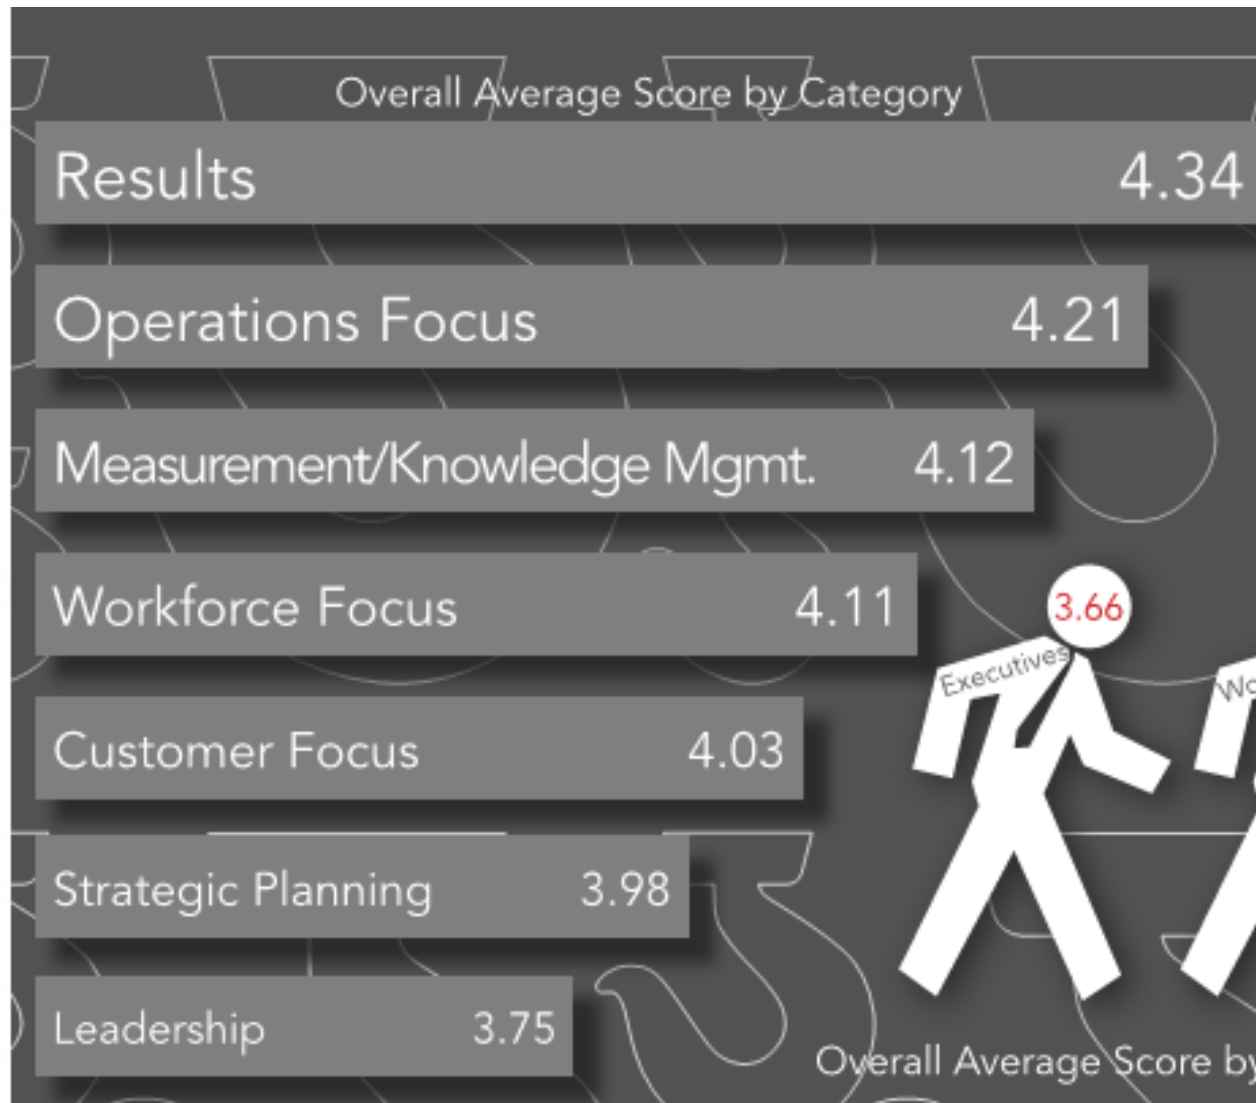 Overall Average Score by Category
Results 4.34
Operations Focus 4.21
Measurement/Knowledge Mgmt. 4.12
Workforce Focus 4.11
Customer Focus 4.03
Strategic Planning 3.98
Leadership 3.75
3.66
Executives
Overall Average Score by